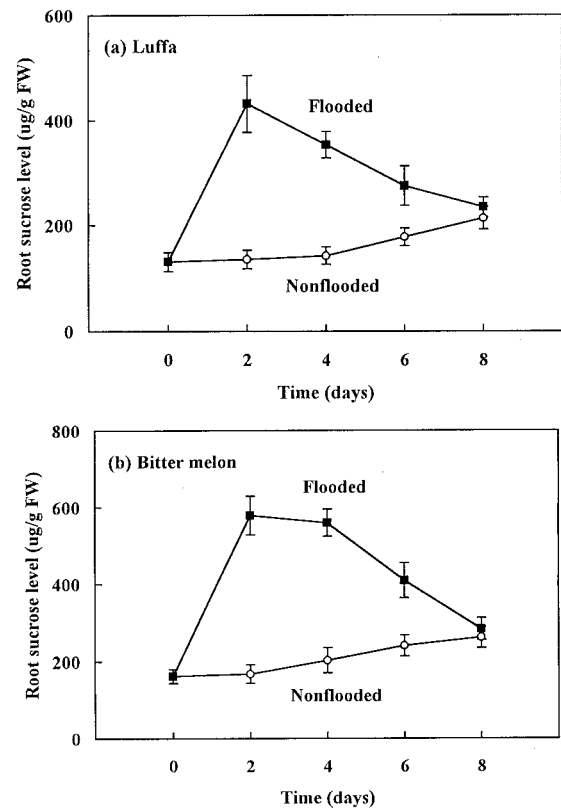 600
(a) Luffa
Flooded
400
200
Nonflooded
0
Root sucrose level (ug/g FW)
0 2 4 6 8
Time (days)
800
(b) Bitter melon
Flooded
600
400
200
Nonflooded
0
Root sucrose level (ug/g FW)
0 2 4 6 8
Time (days)